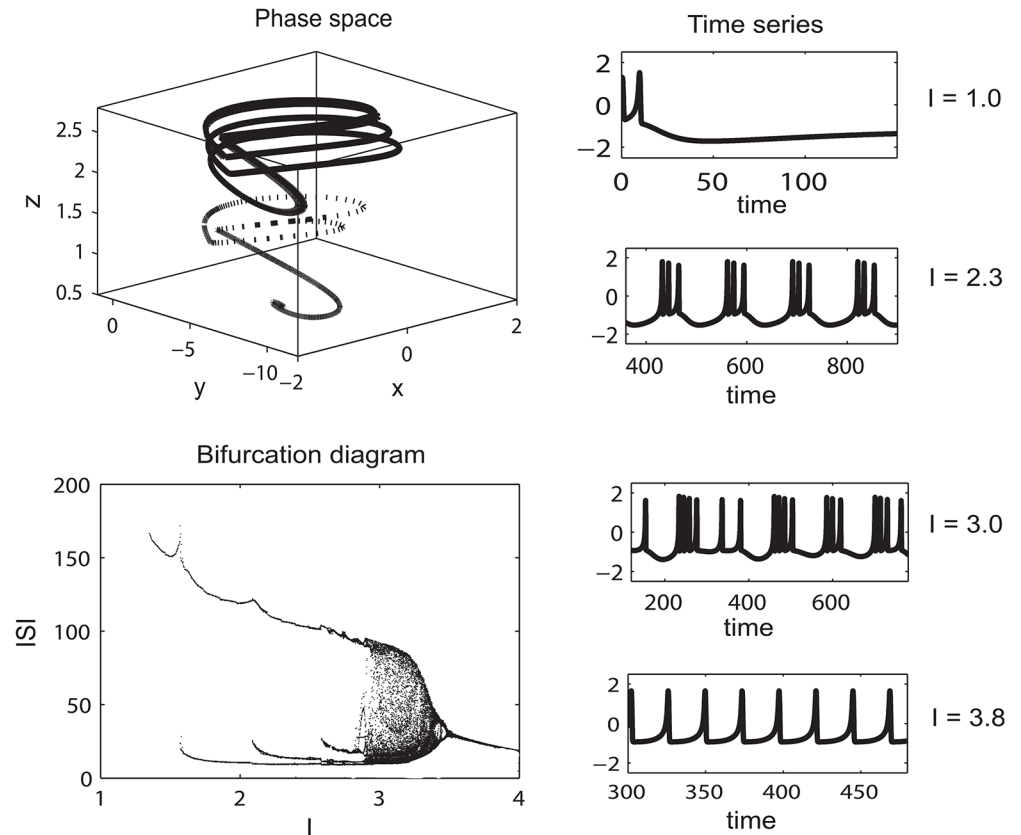 Phase space
2.5
2
1.5
1
0.5
z
0
−5
−10
y
−2
0
2
x
Time series
2
0
−2
0
50
100
time
I = 1.0
2
0
−2
400
600
800
time
I = 2.3
Bifurcation diagram
200
150
100
50
0
ISI
1
2
3
4
I
2
0
−2
200
400
600
time
I = 3.0
2
0
−2
300
350
400
450
time
I = 3.8